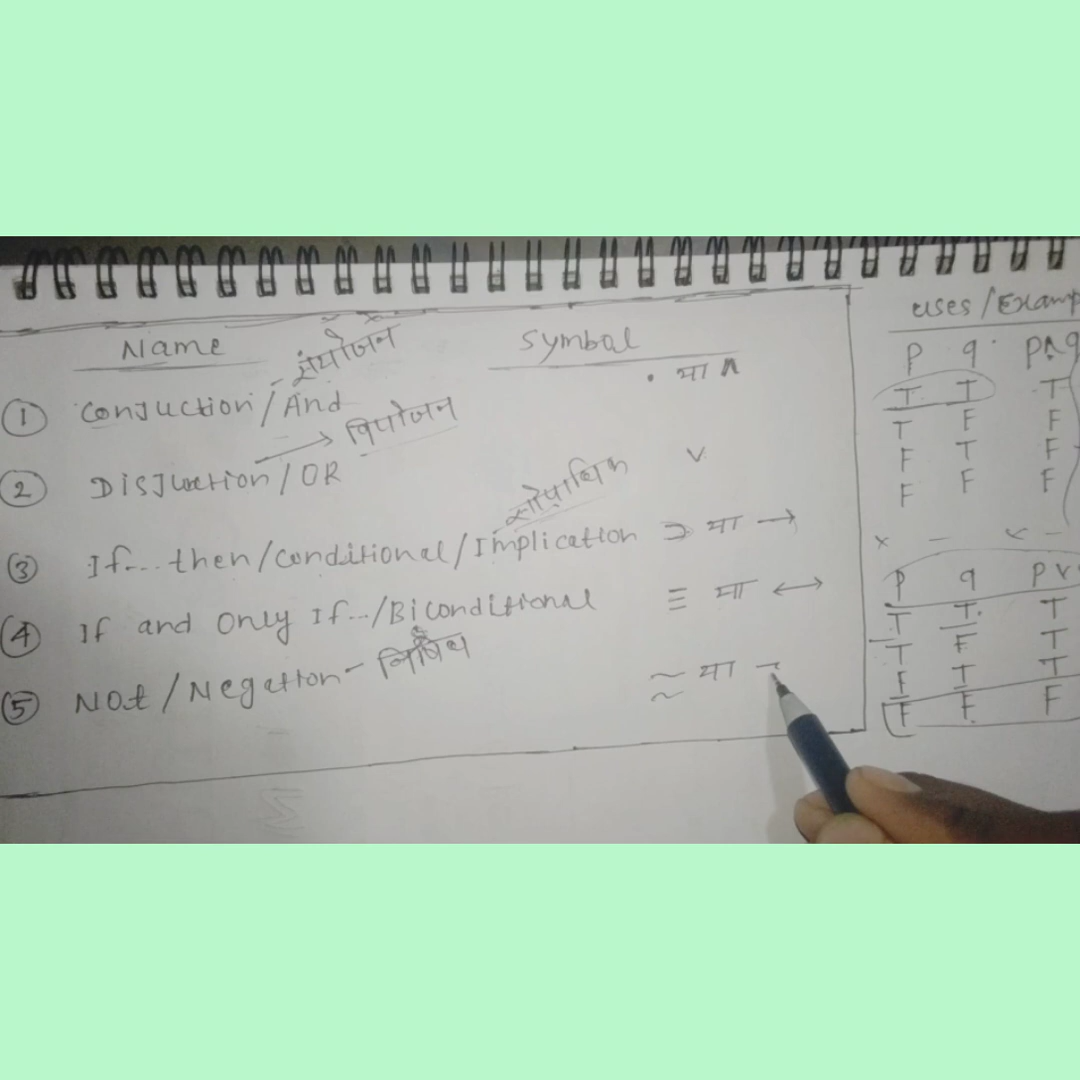 Name Symbol
संयोजन
① Conjuction/And • या ∧
→ वियोजन
② Disjuction/OR ∨
सोपाधिक
③ If...then/Conditional/Implication ⊃ या →
④ If and Only If.../Biconditional ≡ या ↔
⑤ Not/Negation - निषेध ~ या ¬
~
uses/Examp
P q P∧q
T T T
T F F
F T F
F F F
P q P∨
T T T
T F T
F T T
F F F